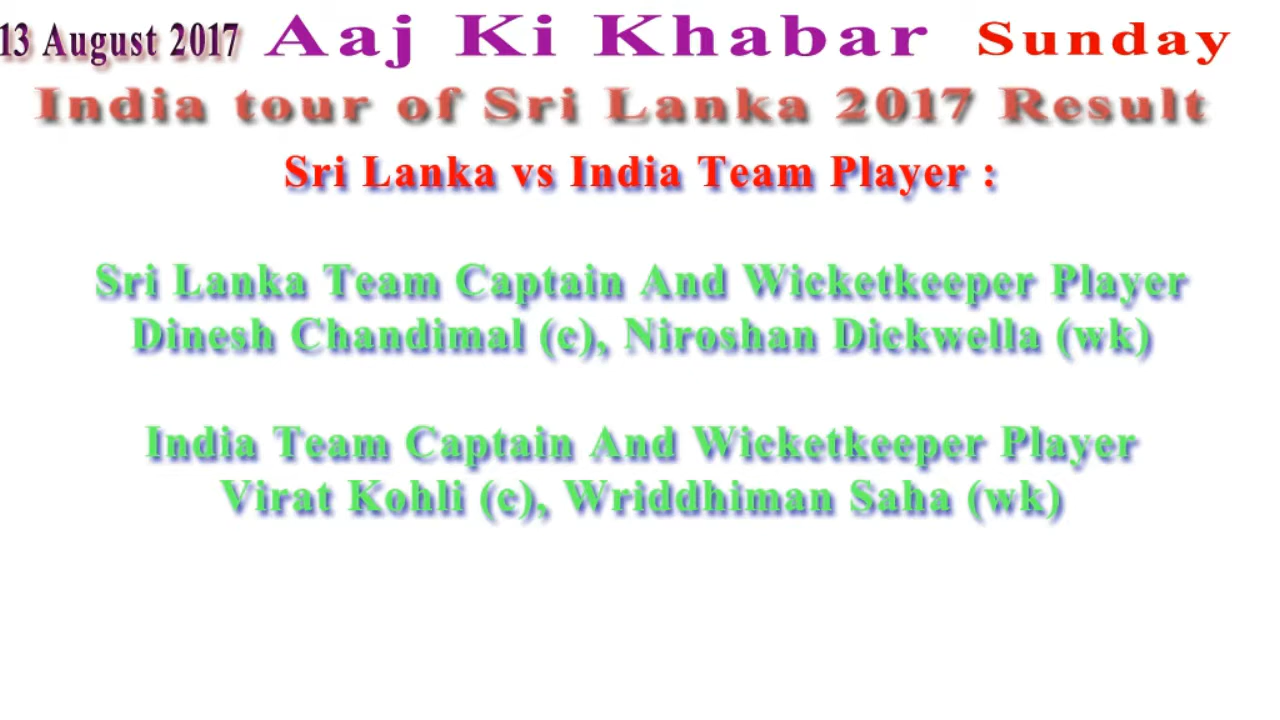 13 August 2017 Aaj Ki Khabar Sunday
India tour of Sri Lanka 2017 Result
Sri Lanka vs India Team Player :
Sri Lanka Team Captain And Wicketkeeper Player
Dinesh Chandimal (c), Niroshan Dickwella (wk)
India Team Captain And Wicketkeeper Player
Virat Kohli (c), Wriddhiman Saha (wk)